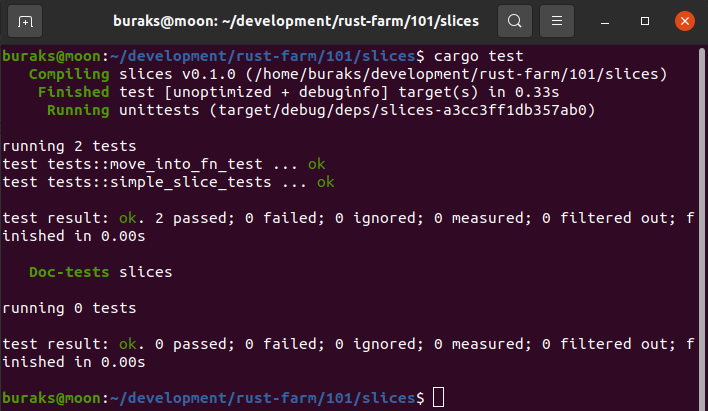 buraks@moon: ~/development/rust-farm/101/slices
buraks@moon:~/development/rust-farm/101/slices$ cargo test
   Compiling slices v0.1.0 (/home/buraks/development/rust-farm/101/slices)
    Finished test [unoptimized + debuginfo] target(s) in 0.33s
     Running unittests (target/debug/deps/slices-a3cc3ff1db357ab0)
running 2 tests
test tests::move_into_fn_test ... ok
test tests::simple_slice_tests ... ok
test result: ok. 2 passed; 0 failed; 0 ignored; 0 measured; 0 filtered out; f
inished in 0.00s
   Doc-tests slices
running 0 tests
test result: ok. 0 passed; 0 failed; 0 ignored; 0 measured; 0 filtered out; f
inished in 0.00s
buraks@moon:~/development/rust-farm/101/slices$